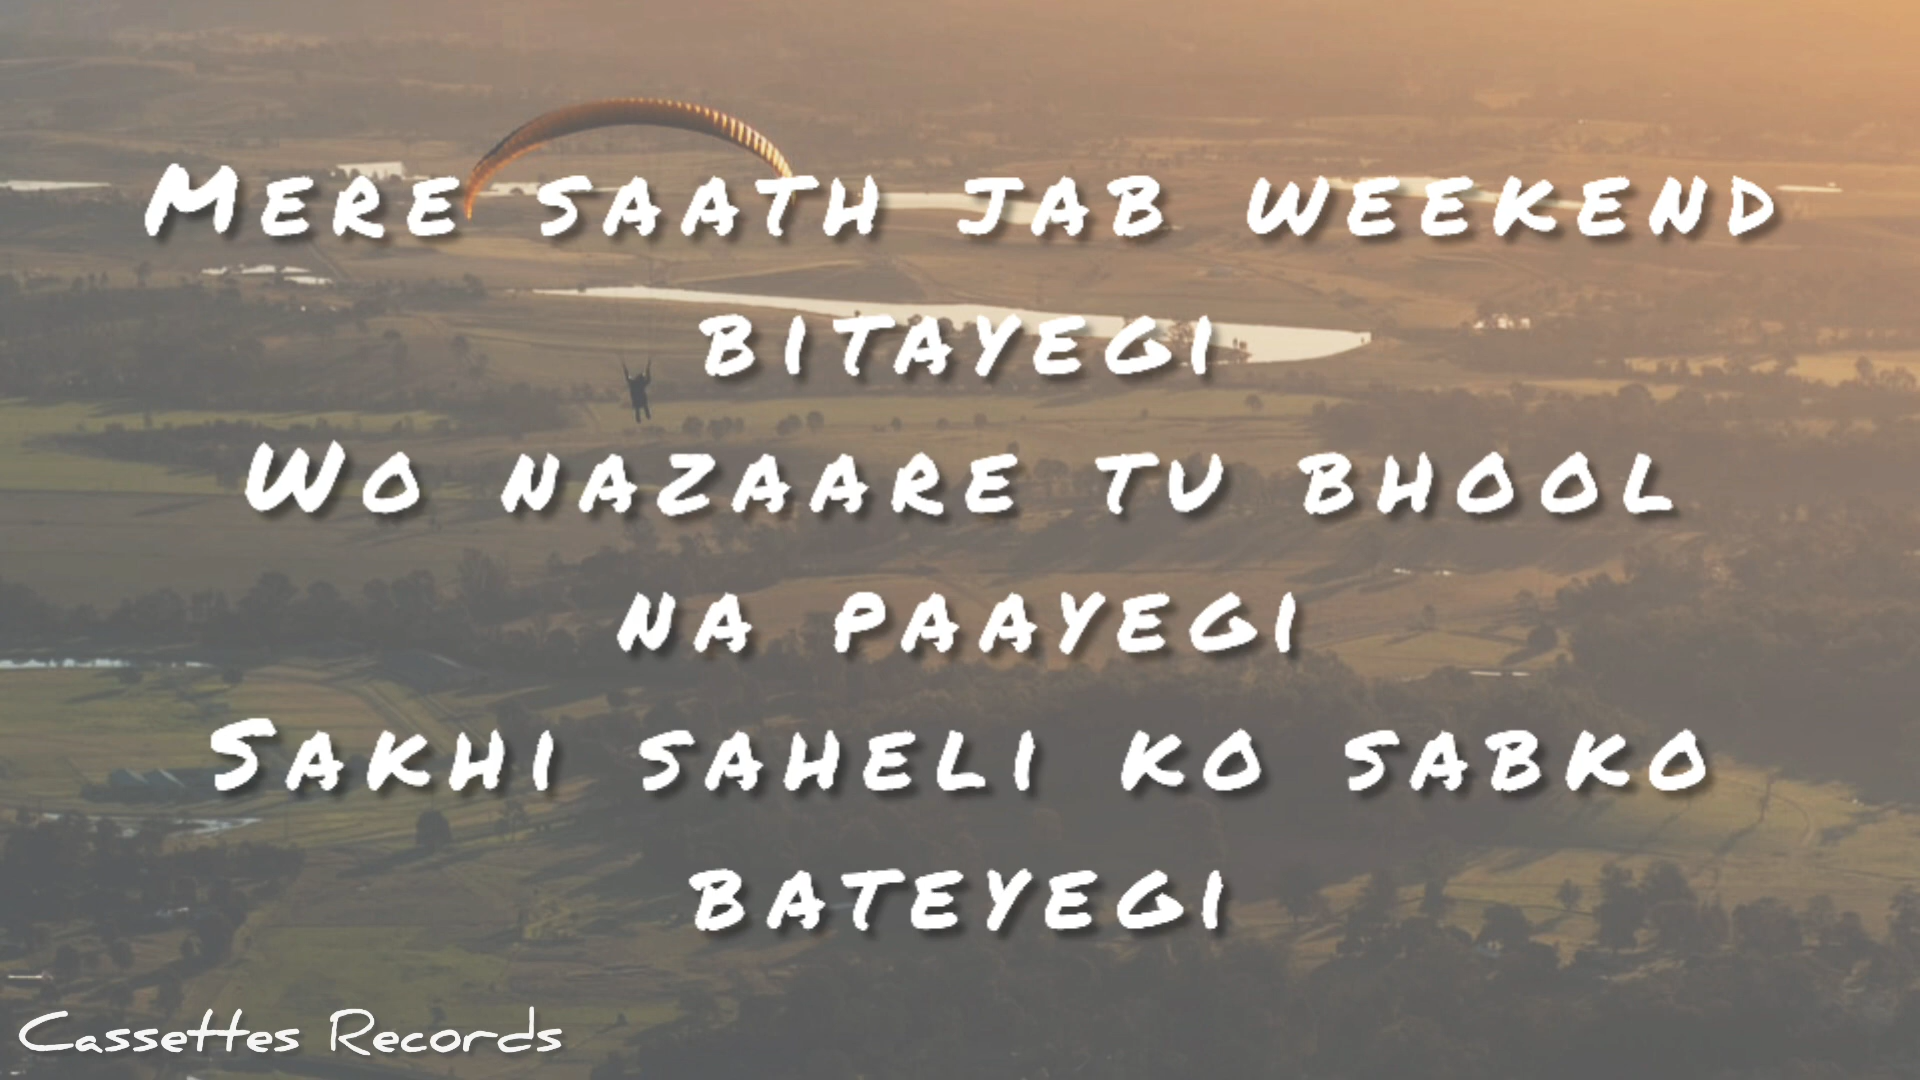 Mere saath jab weekend
bitayegi
Wo nazaare tu bhool
na paayegi
Sakhi saheli ko sabko
bateyegi
Cassettes Records